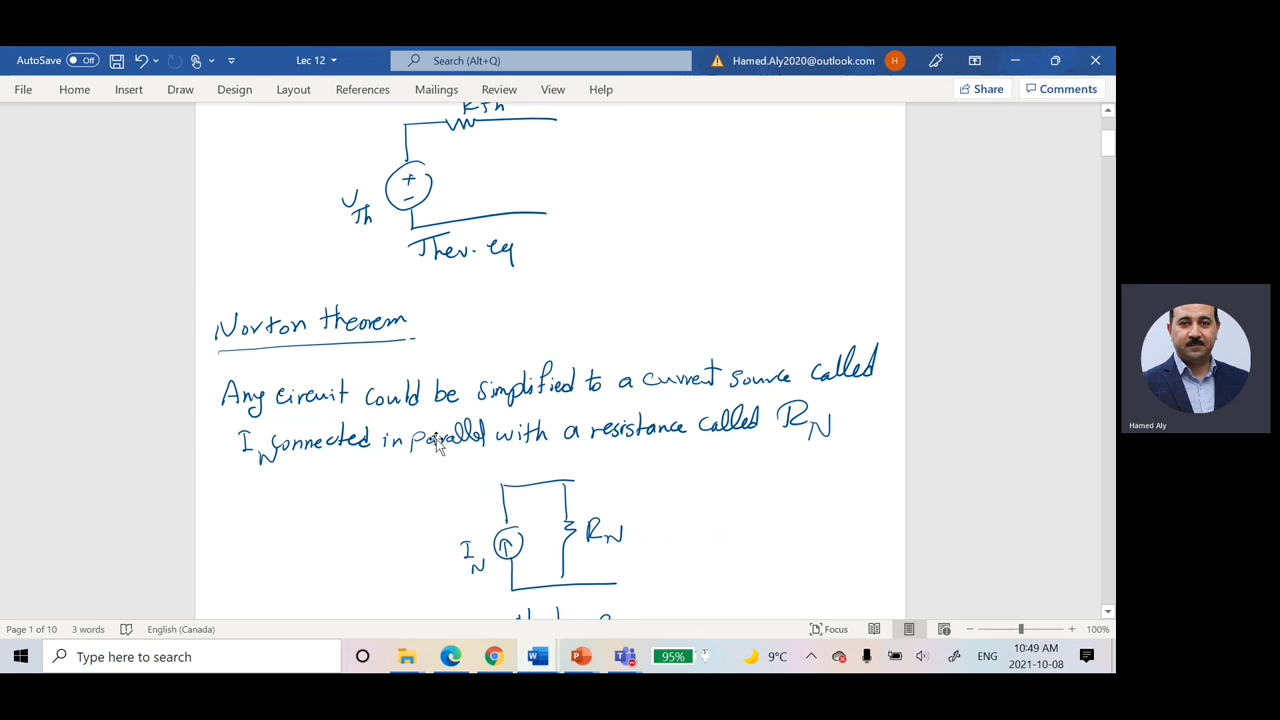 AutoSave Off Lec 12 Search (Alt+Q) Hamed.Aly2020@outlook.com H
File Home Insert Draw Design Layout References Mailings Review View Help Share Comments
RTh
VTh
+
-
Thev. eq
Norton theorem
Any circuit could be simplified to a current source called
IN connected in parallel with a resistance called RN
RN
IN
Hamed Aly
Page 1 of 10 3 words English (Canada) Focus 100%
Type here to search 95% 9°C ENG 10:49 AM
2021-10-08